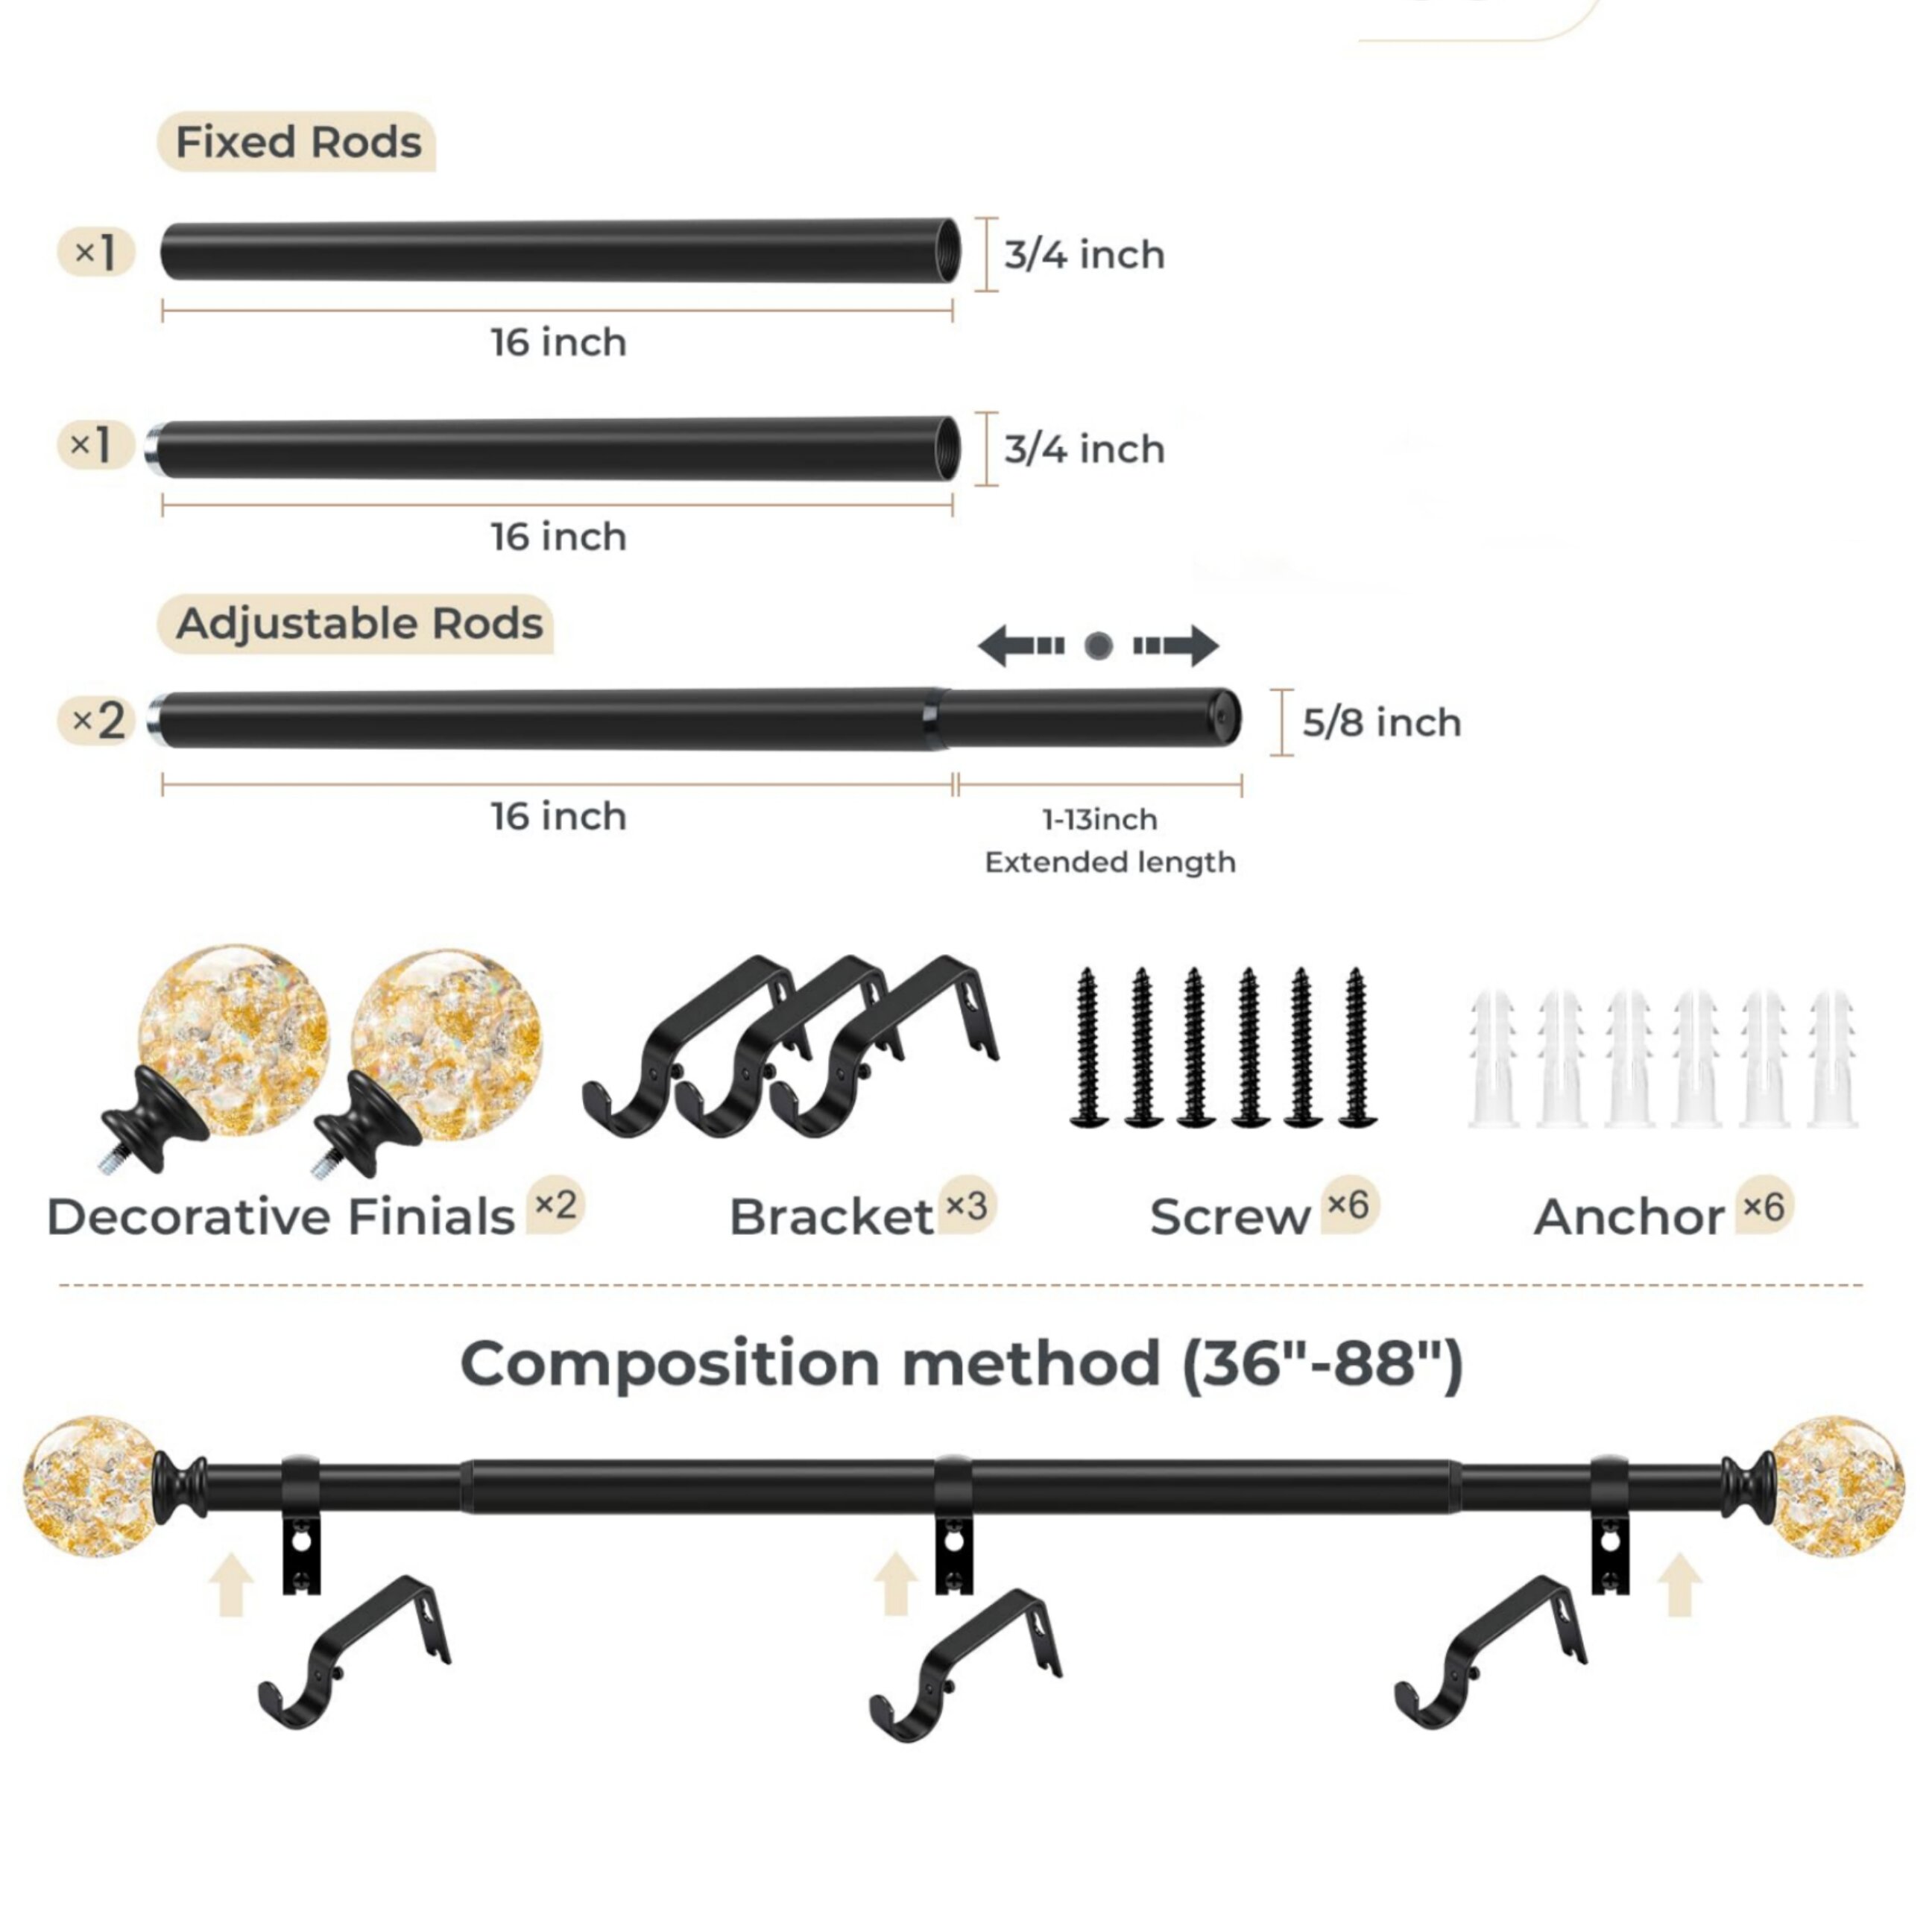 Fixed Rods
×1
3/4 inch
16 inch
×1
3/4 inch
16 inch
Adjustable Rods
×2
5/8 inch
16 inch
1-13inch
Extended length
Decorative Finials ×2
Bracket ×3
Screw ×6
Anchor ×6
Composition method (36"-88")